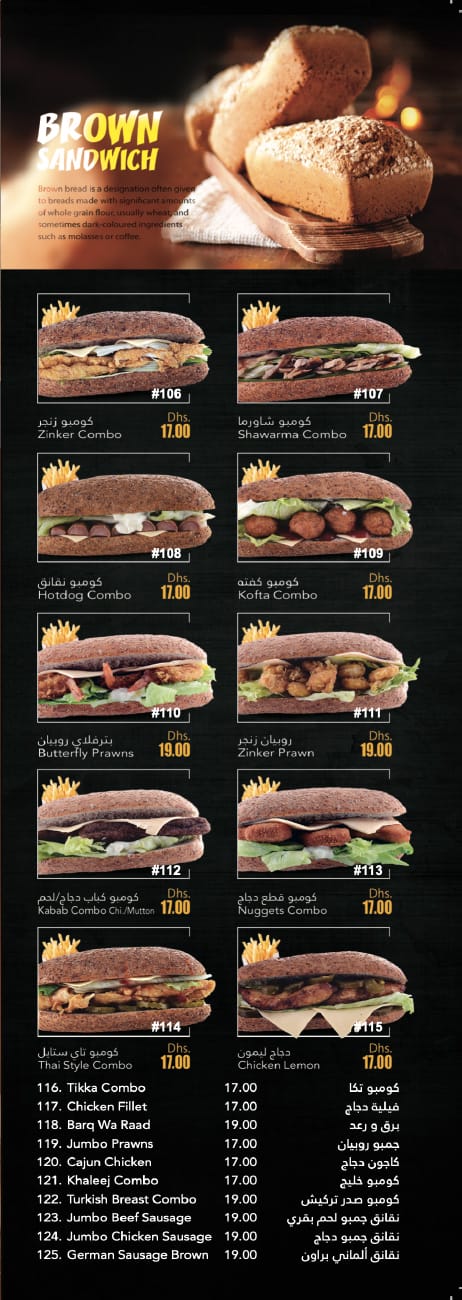 BROWN
SANDWICH
Brown bread is a designation often given
to breads made with significant amounts
of whole grain flour, usually wheat, and
sometimes dark-coloured ingredients
such as molasses or coffee.
#106
كومبو زنجر
Zinker Combo
Dhs.
17.00
#107
كومبو شاورما
Shawarma Combo
Dhs.
17.00
#108
كومبو نقانق
Hotdog Combo
Dhs.
17.00
#109
كومبو كفته
Kofta Combo
Dhs.
17.00
#110
بترفلاي روبيان
Butterfly Prawns
Dhs.
19.00
#111
روبيان زنجر
Zinker Prawn
Dhs.
19.00
#112
كومبو كباب دجاج/لحم
Kabab Combo Chi./Mutton
Dhs.
17.00
#113
كومبو قطع دجاج
Nuggets Combo
Dhs.
17.00
#114
كومبو تاي ستايل
Thai Style Combo
Dhs.
17.00
#115
دجاج ليمون
Chicken Lemon
Dhs.
17.00
116. Tikka Combo 17.00 كومبو تكا
117. Chicken Fillet 17.00 فيلية دجاج
118. Barq Wa Raad 19.00 برق و رعد
119. Jumbo Prawns 17.00 جمبو روبيان
120. Cajun Chicken 17.00 كاجون دجاج
121. Khaleej Combo 17.00 كومبو خليج
122. Turkish Breast Combo 19.00 كومبو صدر تركيش
123. Jumbo Beef Sausage 19.00 نقانق جمبو لحم بقري
124. Jumbo Chicken Sausage 19.00 نقانق جمبو دجاج
125. German Sausage Brown 19.00 نقانق ألماني براون